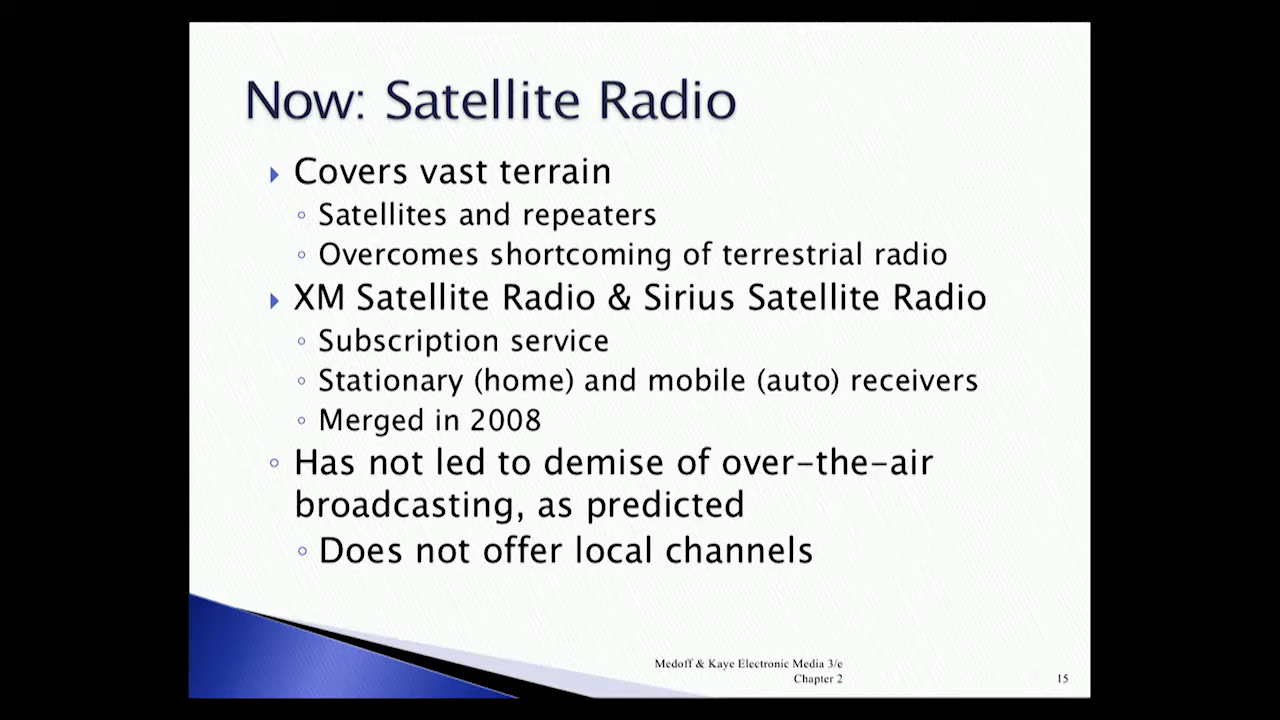 Now: Satellite Radio
Covers vast terrain
Satellites and repeaters
Overcomes shortcoming of terrestrial radio
XM Satellite Radio & Sirius Satellite Radio
Subscription service
Stationary (home) and mobile (auto) receivers
Merged in 2008
Has not led to demise of over-the-air
broadcasting, as predicted
Does not offer local channels
Medoff & Kaye Electronic Media 3/e
Chapter 2
15